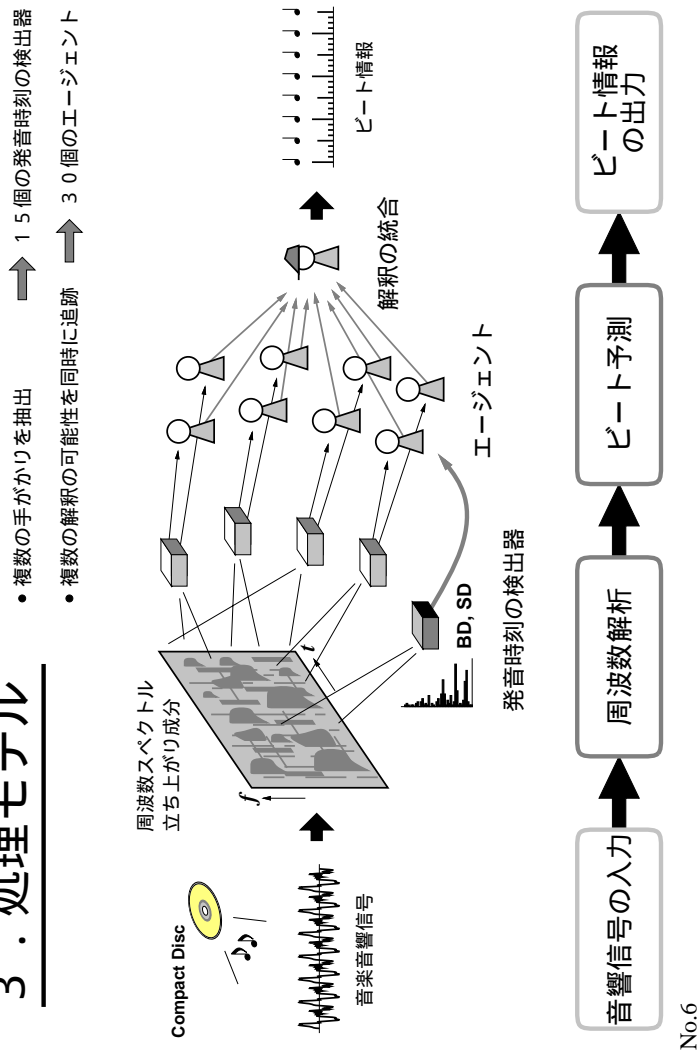 ３．処理モデル
• 複数の手がかりを抽出
１５個の発音時刻の検出器
• 複数の解釈の可能性を同時に追跡
３０個のエージェント
Compact Disc
音楽音響信号
周波数スペクトル
立ち上がり成分
f
t
BD, SD
発音時刻の検出器
エージェント
解釈の統合
ビート情報
音響信号の入力
周波数解析
ビート予測
ビート情報
の出力
No.6